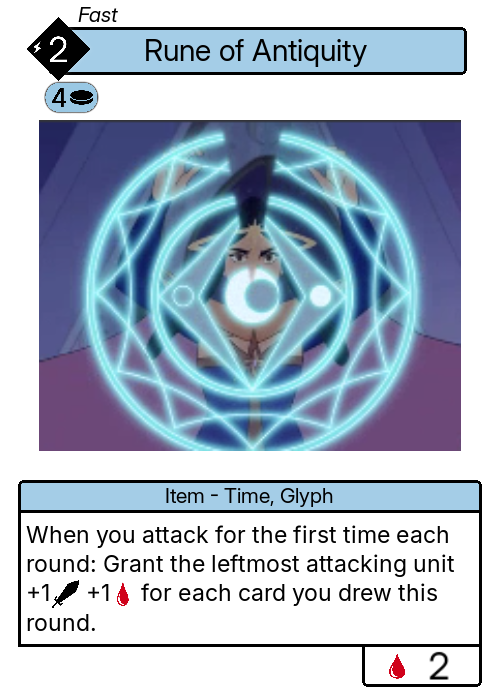 Fast
2
Rune of Antiquity
4
Item - Time, Glyph
When you attack for the first time each
round: Grant the leftmost attacking unit
+1 +1 for each card you drew this
round.
2